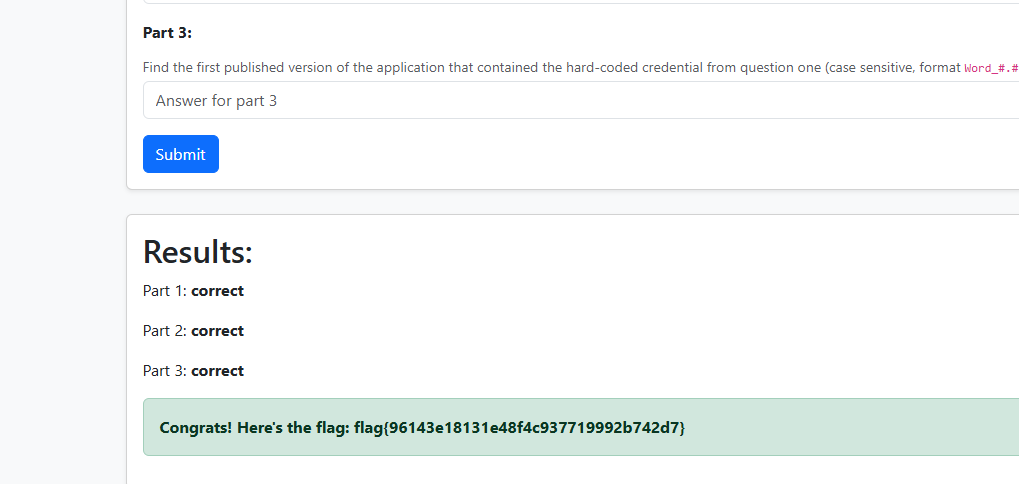 Part 3:
Find the first published version of the application that contained the hard-coded credential from question one (case sensitive, format Word_#.#
Answer for part 3
Submit
Results:
Part 1: correct
Part 2: correct
Part 3: correct
Congrats! Here's the flag: flag{96143e18131e48f4c937719992b742d7}